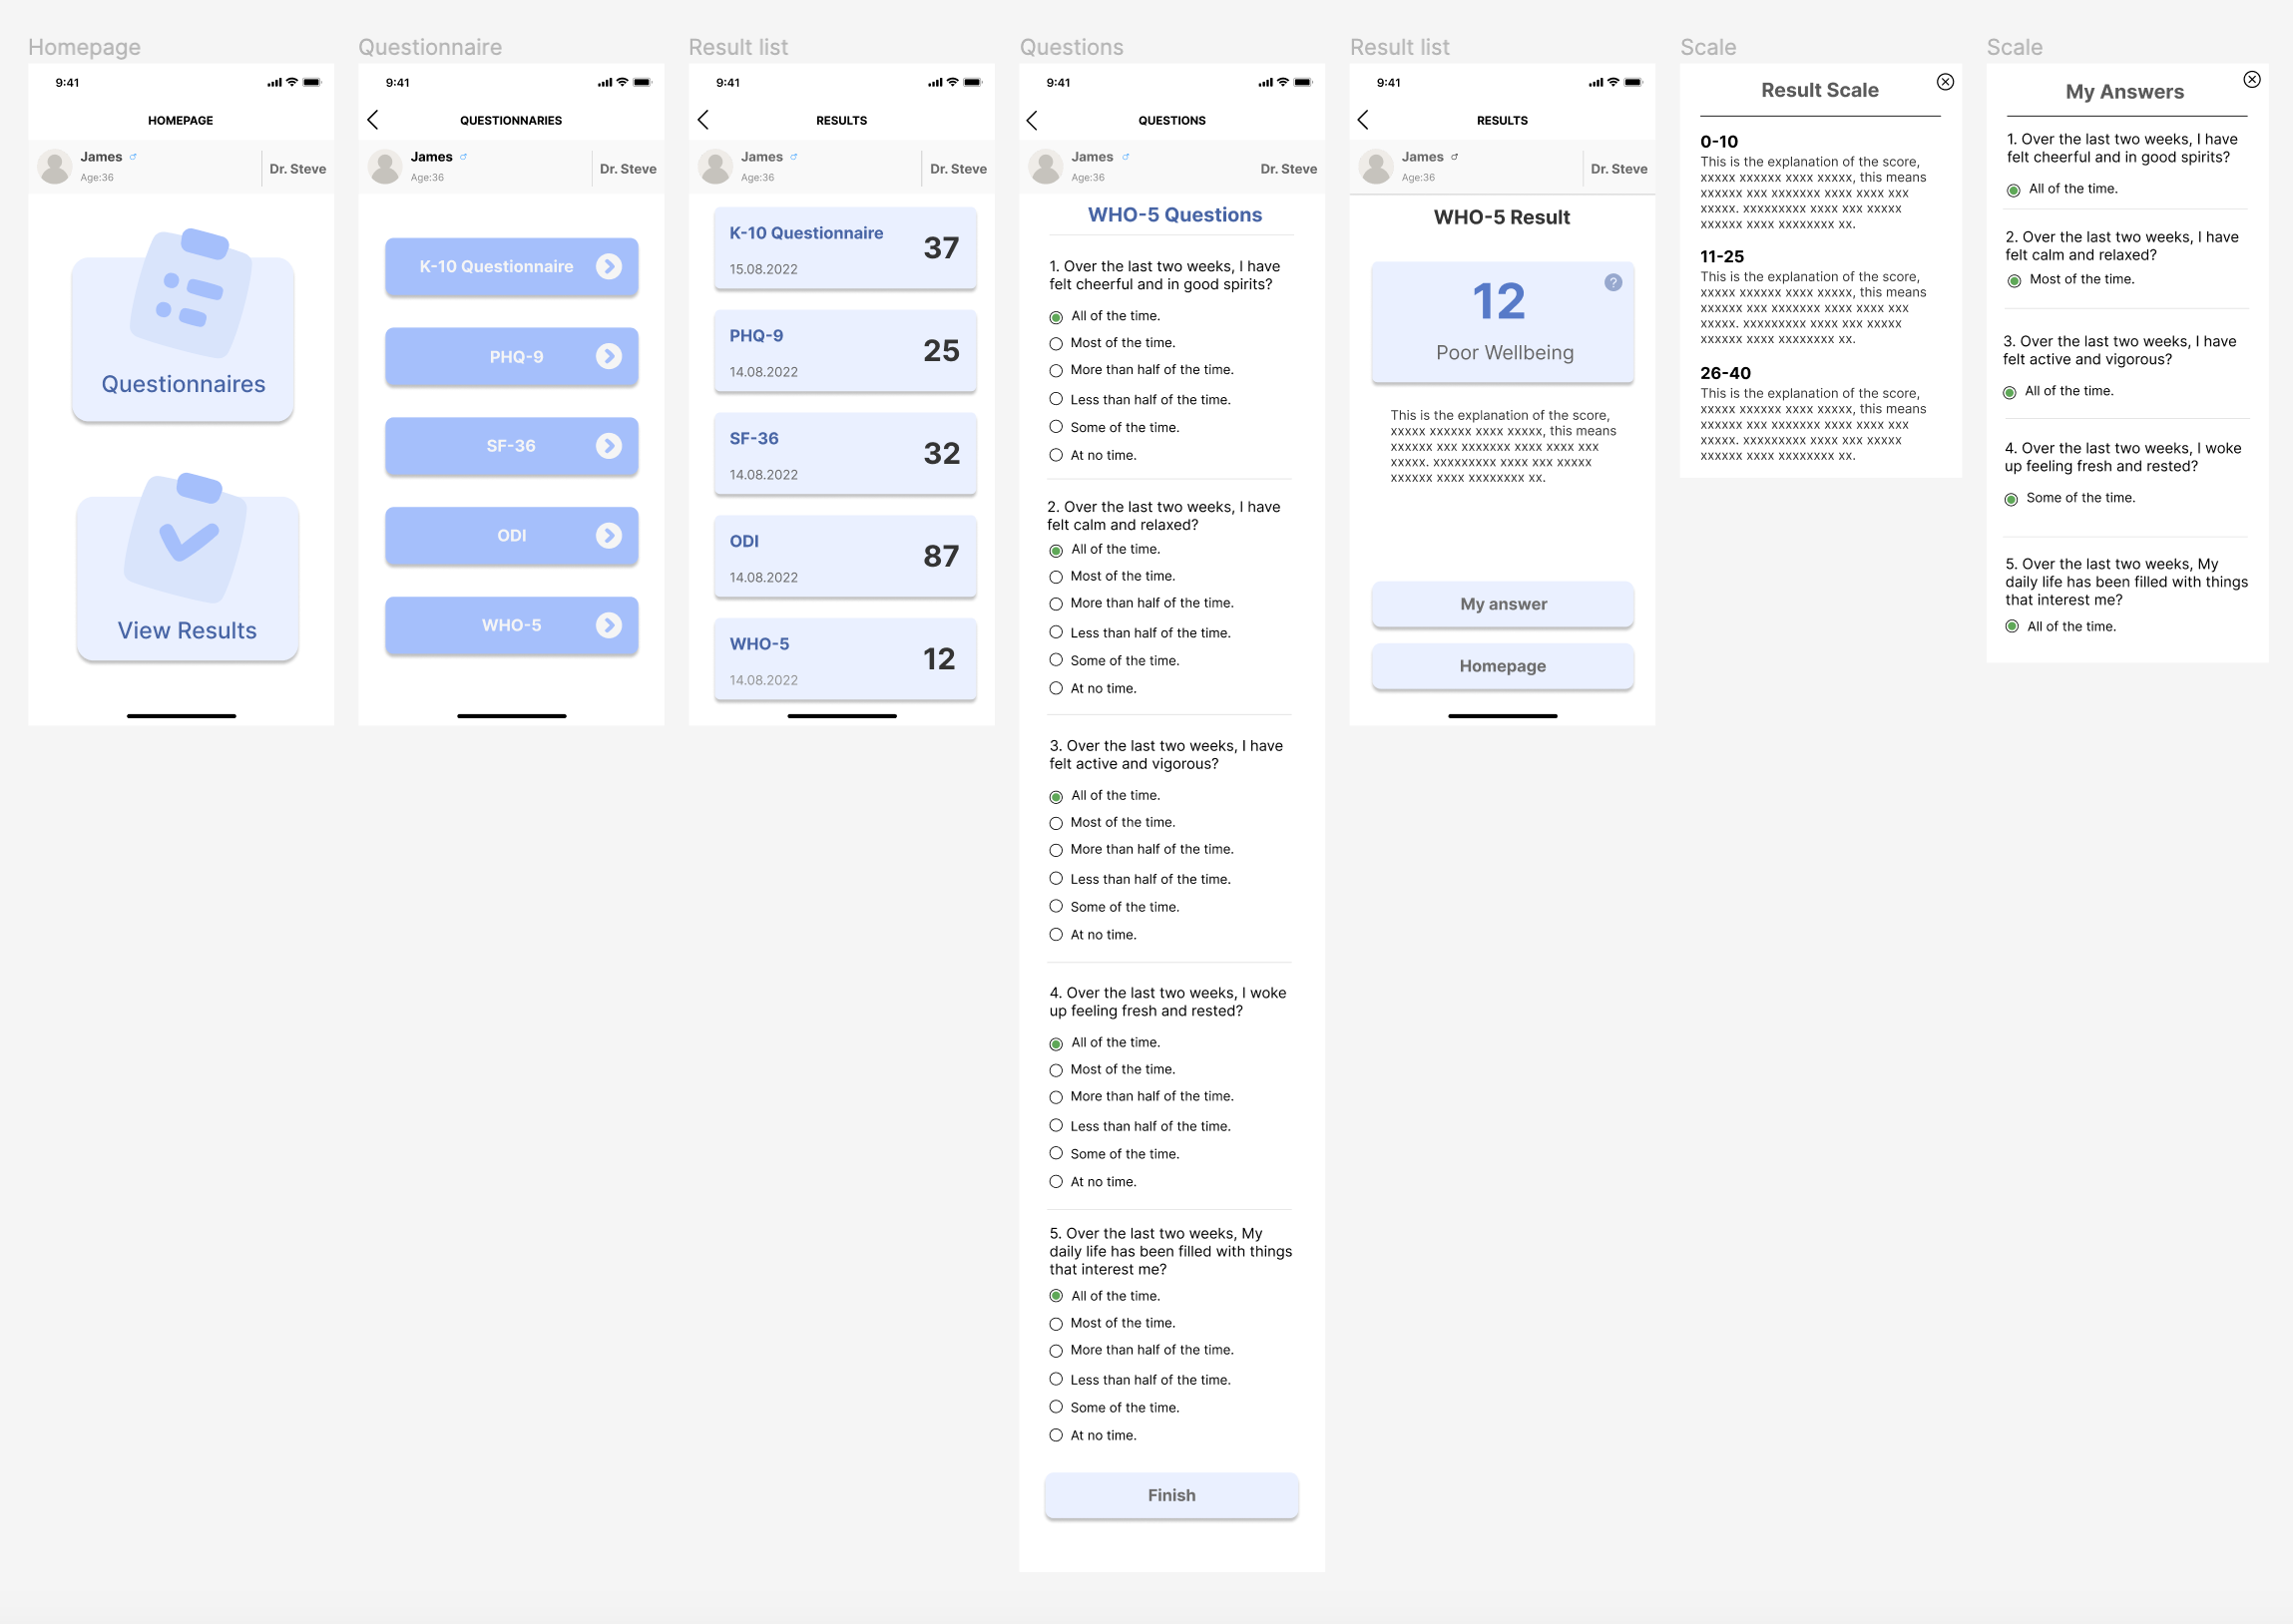 Homepage
9:41
HOMEPAGE
James
Age:36
Dr. Steve
Questionnaires
View Results
Questionnaire
9:41
QUESTIONNARIES
James
Age:36
Dr. Steve
K-10 Questionnaire
PHQ-9
SF-36
ODI
WHO-5
Result list
9:41
RESULTS
James
Age:36
Dr. Steve
K-10 Questionnaire
37
15.08.2022
PHQ-9
25
14.08.2022
SF-36
32
14.08.2022
ODI
87
14.08.2022
WHO-5
12
14.08.2022
Questions
9:41
QUESTIONS
James
Age:36
Dr. Steve
WHO-5 Questions
1. Over the last two weeks, I have
felt cheerful and in good spirits?
All of the time.
Most of the time.
More than half of the time.
Less than half of the time.
Some of the time.
At no time.
2. Over the last two weeks, I have
felt calm and relaxed?
All of the time.
Most of the time.
More than half of the time.
Less than half of the time.
Some of the time.
At no time.
3. Over the last two weeks, I have
felt active and vigorous?
All of the time.
Most of the time.
More than half of the time.
Less than half of the time.
Some of the time.
At no time.
4. Over the last two weeks, I woke
up feeling fresh and rested?
All of the time.
Most of the time.
More than half of the time.
Less than half of the time.
Some of the time.
At no time.
5. Over the last two weeks, My
daily life has been filled with things
that interest me?
All of the time.
Most of the time.
More than half of the time.
Less than half of the time.
Some of the time.
At no time.
Finish
Result list
9:41
RESULTS
James
Age:36
Dr. Steve
WHO-5 Result
12
?
Poor Wellbeing
This is the explanation of the score,
xxxxx xxxxxx xxxx xxxxx, this means
xxxxxx xxx xxxxxxx xxxx xxxx xxx
xxxxx. xxxxxxxxx xxxx xxx xxxxx
xxxxxx xxxx xxxxxxxx xx.
My answer
Homepage
Scale
Result Scale
0-10
This is the explanation of the score,
xxxxx xxxxxx xxxx xxxxx, this means
xxxxxx xxx xxxxxxx xxxx xxxx xxx
xxxxx. xxxxxxxxx xxxx xxx xxxxx
xxxxxx xxxx xxxxxxxx xx.
11-25
This is the explanation of the score,
xxxxx xxxxxx xxxx xxxxx, this means
xxxxxx xxx xxxxxxx xxxx xxxx xxx
xxxxx. xxxxxxxxx xxxx xxx xxxxx
xxxxxx xxxx xxxxxxxx xx.
26-40
This is the explanation of the score,
xxxxx xxxxxx xxxx xxxxx, this means
xxxxxx xxx xxxxxxx xxxx xxxx xxx
xxxxx. xxxxxxxxx xxxx xxx xxxxx
xxxxxx xxxx xxxxxxxx xx.
Scale
My Answers
1. Over the last two weeks, I have
felt cheerful and in good spirits?
All of the time.
2. Over the last two weeks, I have
felt calm and relaxed?
Most of the time.
3. Over the last two weeks, I have
felt active and vigorous?
All of the time.
4. Over the last two weeks, I woke
up feeling fresh and rested?
Some of the time.
5. Over the last two weeks, My
daily life has been filled with things
that interest me?
All of the time.